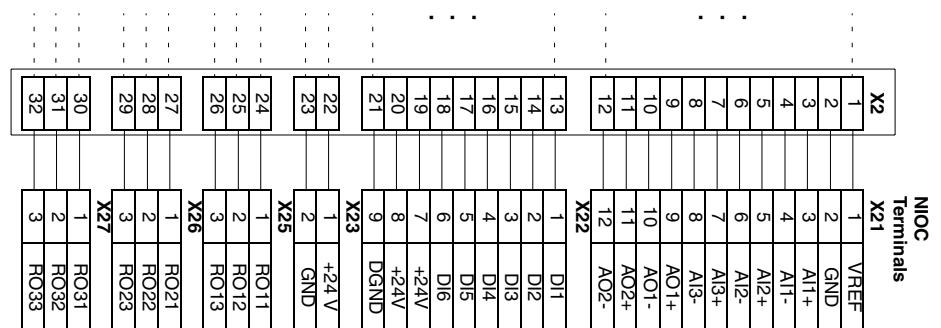 NIOC
Terminals
X2 X21
1 1 VREF
2 2 GND
3 3 AI1+
4 4 AI1-
5 5 AI2+
6 6 AI2-
7 7 AI3+
8 8 AI3-
9 9 AO1+
10 10 AO1-
11 11 AO2+
12 12 AO2-
X22
13 1 DI1
14 2 DI2
15 3 DI3
16 4 DI4
17 5 DI5
18 6 DI6
19 7 +24V
20 8 +24V
21 9 DGND
X23
22 1 +24 V
23 2 GND
X25
24 1 RO11
25 2 RO12
26 3 RO13
X26
27 1 RO21
28 2 RO22
29 3 RO23
X27
30 1 RO31
31 2 RO32
32 3 RO33